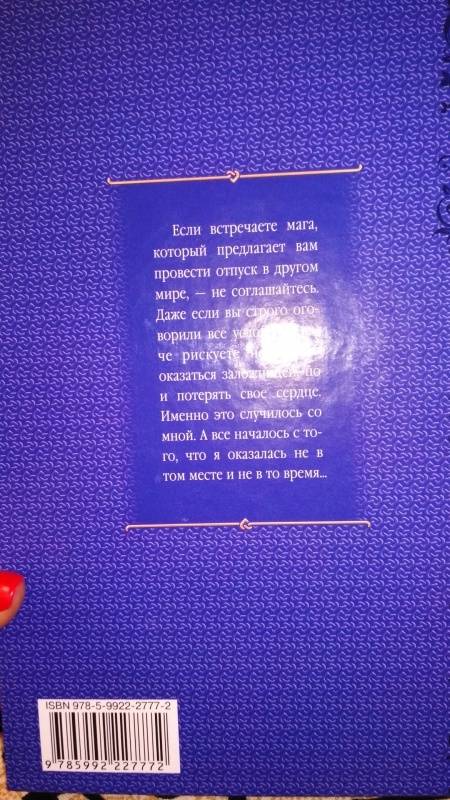 Если встречаете мага,
который предлагает вам
провести отпуск в другом
мире, — не соглашайтесь.
Даже если вы строго ого-
ворили все
че рискуете
оказаться но
и потерять свое сердце.
Именно это случилось со
мной. А все началось с то-
го, что я оказалась не в
том месте и не в то время...
ISBN 978-5-9922-2777-2
9 785992 227772